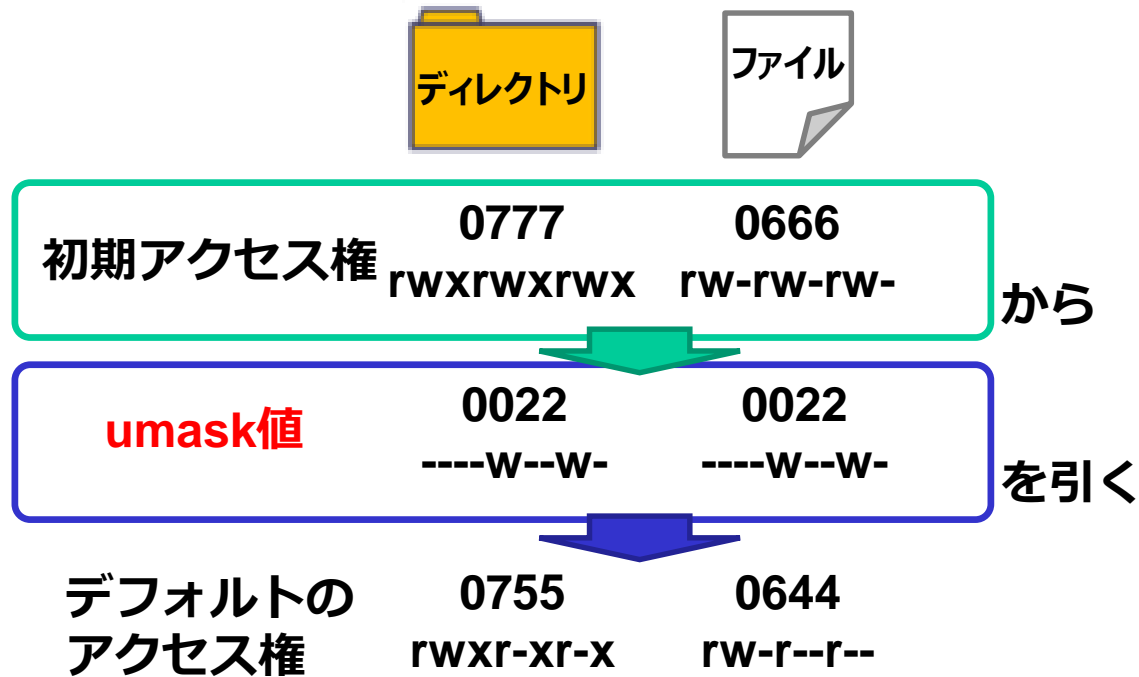 ディレクトリ ファイル
0777 0666
初期アクセス権
rwxrwxrwx rw-rw-rw-
から
0022 0022
umask値
----w--w- ----w--w-
を引く
デフォルトの
アクセス権
0755 0644
rwxr-xr-x rw-r--r--